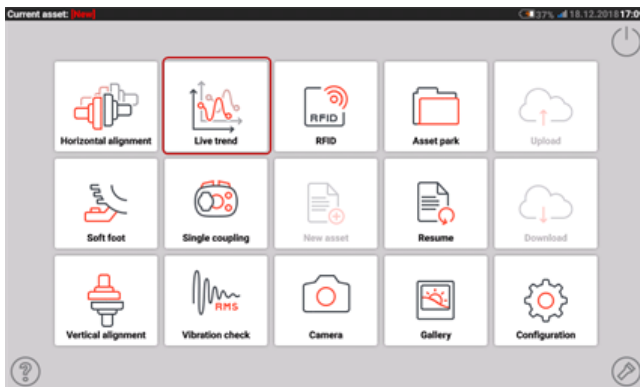 Current asset: [New]
37% 18.12.2018 17:09
Horizontal alignment
Live trend
RFID
RFID
Asset park
Upload
Soft foot
Single coupling
New asset
Resume
Download
Vertical alignment
RMS
Vibration check
Camera
Gallery
Configuration
?